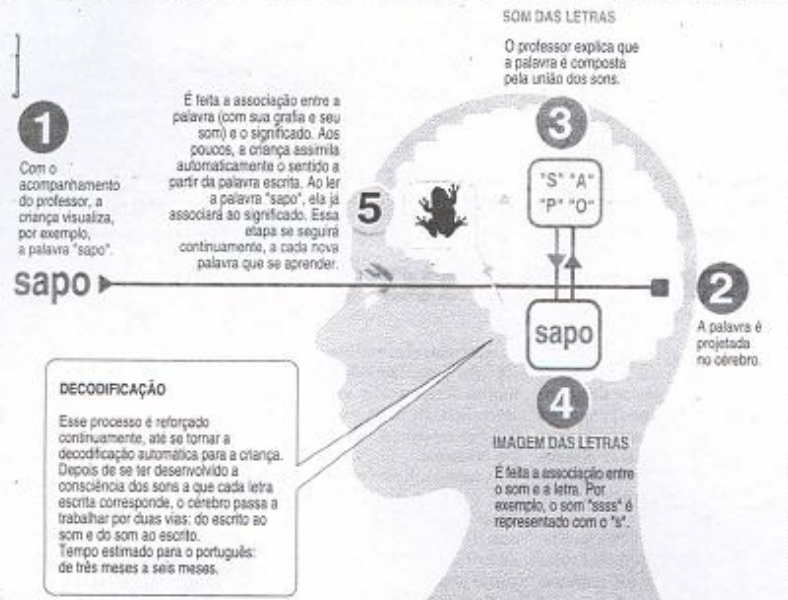 1
Com o
acompanhamento
do professor, a
criança visualiza,
por exemplo,
a palavra "sapo".
sapo
2
A palavra é
projetada
no cérebro.
SOM DAS LETRAS
O professor explica que
a palavra é composta
pela união dos sons.
3
"S" "A"
"P" "O"
sapo
4
IMAGEM DAS LETRAS
É feita a associação entre
o som e a letra. Por
exemplo, o som "ssss" é
representado com o "s".
É feita a associação entre a
palavra (com sua grafia e seu
som) e o significado. Aos
poucos, a criança assimila
automaticamente o sentido a
partir da palavra escrita. Ao ler
a palavra "sapo", ela já
associará ao significado. Essa
etapa se seguirá
continuamente, a cada nova
palavra que se aprender.
5
DECODIFICAÇÃO
Esse processo é reforçado
continuamente, até se tornar a
decodificação automática para a criança.
Depois de se ter desenvolvido a
consciência dos sons a que cada letra
escrita corresponde, o cérebro passa a
trabalhar por duas vias: do escrito ao
som e do som ao escrito.
Tempo estimado para o português:
de três meses a seis meses.